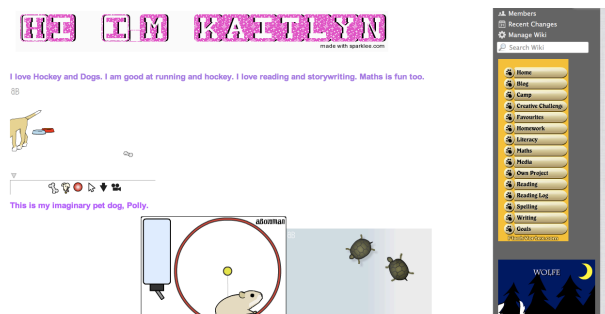 HI I'M KAITLYN
made with sparklee.com
I love Hockey and Dogs. I am good at running and hockey. I love reading and storywriting. Maths is fun too.
This is my imaginary pet dog, Polly.
Members
Recent Changes
Manage Wiki
Search Wiki
Home
Blog
Camp
Creative Challenge
Favourites
Homework
Literacy
Maths
Media
Own Project
Reading
Reading Log
Spelling
Writing
Goals
WOLFE